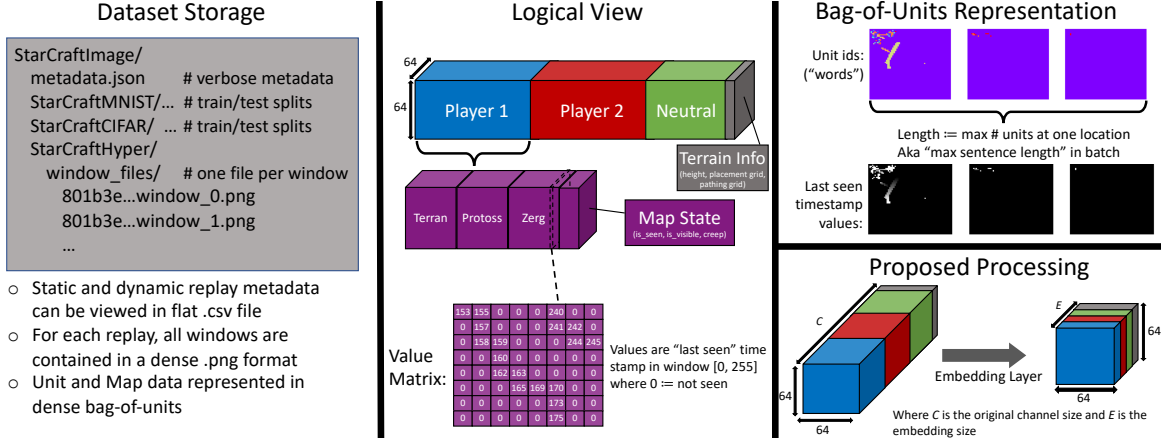 Dataset Storage
StarCraftImage/
metadata.json # verbose metadata
StarCraftMNIST/... # train/test splits
StarCraftCIFAR/ ... # train/test splits
StarCraftHyper/
window_files/ # one file per window
801b3e...window_0.png
801b3e...window_1.png
...
○ Static and dynamic replay metadata
can be viewed in flat .csv file
○ For each replay, all windows are
contained in a dense .png format
○ Unit and Map data represented in
dense bag-of-units
Logical View
64
64
Player 1
Player 2
Neutral
Terrain Info
(height, placement grid,
pathing grid)
Terran
Protoss
Zerg
Map State
(is_seen, is_visible, creep)
Value
Matrix:
153 155 0 0 0 240 0 0
0 157 0 0 0 241 242 0
0 158 159 0 0 0 244 245
0 0 160 0 0 0 0 0
0 0 162 163 0 0 0 0
0 0 0 165 169 170 0 0
0 0 0 0 0 173 0 0
0 0 0 0 0 175 0 0
Values are “last seen” time
stamp in window [0, 255]
where 0 ≔ not seen
Bag-of-Units Representation
Unit ids:
(“words”)
Length ≔ max # units at one location
Aka “max sentence length” in batch
Last seen
timestamp
values:
Proposed Processing
C
64
64
Embedding Layer
E
64
64
Where C is the original channel size and E is the
embedding size